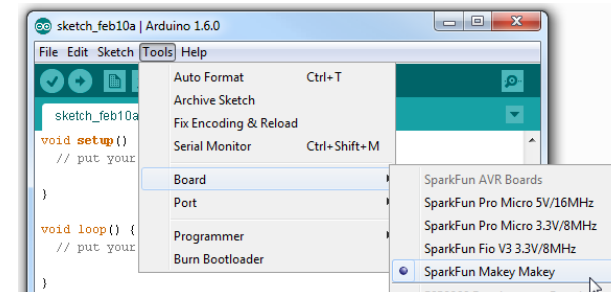 sketch_feb10a | Arduino 1.6.0
File Edit Sketch Tools Help
sketch_feb10a
void setup()
// put your
}
void loop() {
// put your
}
Auto Format Ctrl+T
Archive Sketch
Fix Encoding & Reload
Serial Monitor Ctrl+Shift+M
Board
Port
Programmer
Burn Bootloader
SparkFun AVR Boards
SparkFun Pro Micro 5V/16MHz
SparkFun Pro Micro 3.3V/8MHz
SparkFun Fio V3 3.3V/8MHz
SparkFun Makey Makey